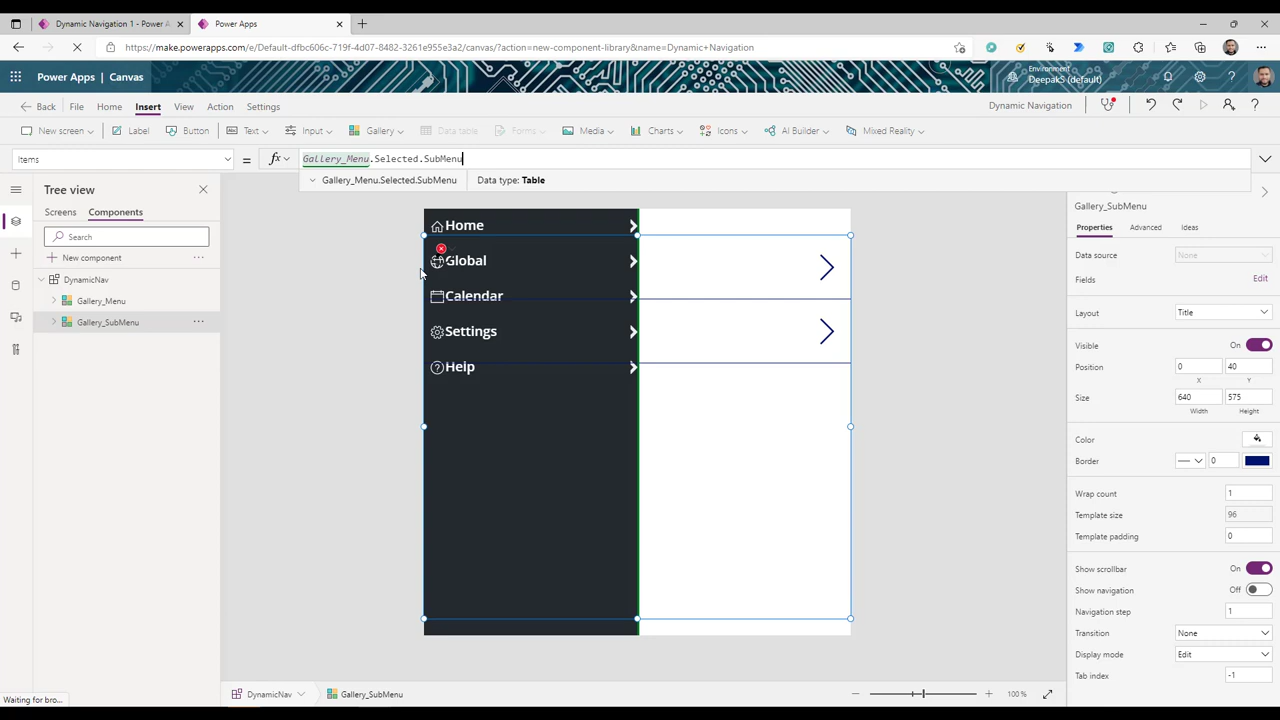 Dynamic Navigation 1 - Power A
Power Apps
https://make.powerapps.com/e/Default-dfbc606c-719f-4d07-8482-3261e955e3a2/canvas/?action=new-component-library&name=Dynamic+Navigation
Power Apps | Canvas
Environment
DeepakS (default)
Back
File
Home
Insert
View
Action
Settings
Dynamic Navigation
New screen
Label
Button
Text
Input
Gallery
Data table
Forms
Media
Charts
Icons
AI Builder
Mixed Reality
Items
= fx
Gallery_Menu.Selected.SubMenu
Gallery_Menu.Selected.SubMenu
Data type: Table
Tree view
Screens
Components
Search
New component
DynamicNav
Gallery_Menu
Gallery_SubMenu
Home
Global
Calendar
Settings
Help
Gallery_SubMenu
Properties
Advanced
Ideas
Data source
None
Fields
Edit
Layout
Title
Visible
On
Position
0
40
X
Y
Size
640
575
Width
Height
Color
Border
0
Wrap count
1
Template size
96
Template padding
0
Show scrollbar
On
Show navigation
Off
Navigation step
1
Transition
None
Display mode
Edit
Tab index
-1
Waiting for bro...
DynamicNav
Gallery_SubMenu
100 %